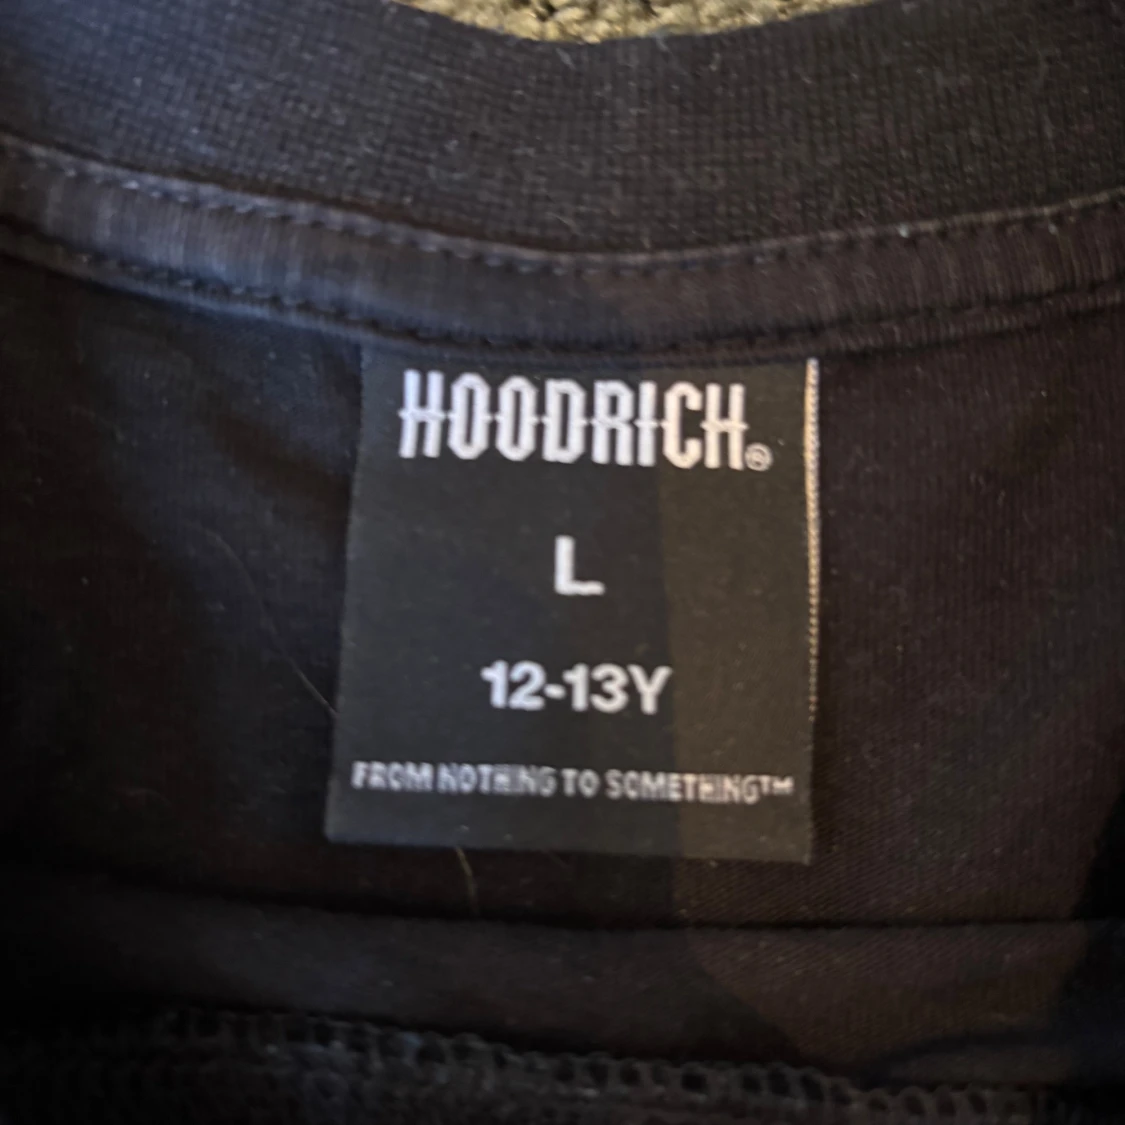 HOODRICH®
L
12-13Y
FROM NOTHING TO SOMETHING™